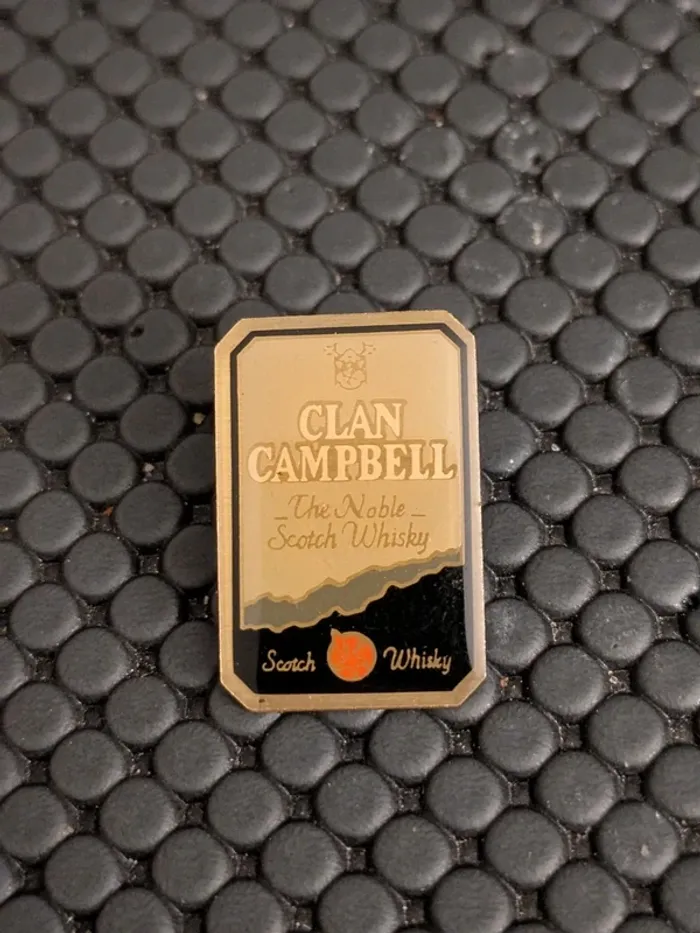 CLAN
CAMPBELL
_ The Noble _
Scotch Whisky
Scotch Whisky